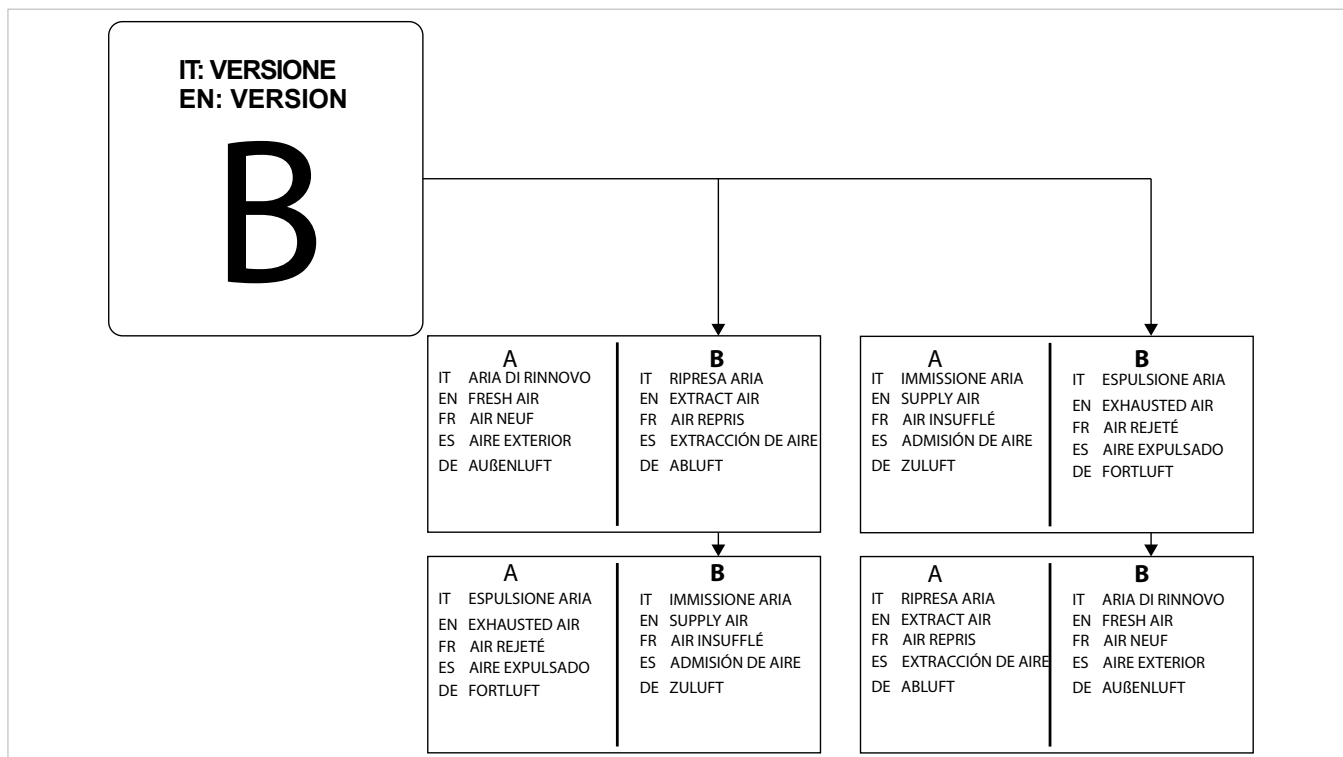 IT: VERSIONE
EN: VERSION
B
A
IT ARIA DI RINNOVO
EN FRESH AIR
FR AIR NEUF
ES AIRE EXTERIOR
DE AUßENLUFT
B
IT RIPRESA ARIA
EN EXTRACT AIR
FR AIR REPRIS
ES EXTRACCIÓN DE AIRE
DE ABLUFT
A
IT IMMISSIONE ARIA
EN SUPPLY AIR
FR AIR INSUFFLÉ
ES ADMISIÓN DE AIRE
DE ZULUFT
B
IT ESPULSIONE ARIA
EN EXHAUSTED AIR
FR AIR REJETÉ
ES AIRE EXPULSADO
DE FORTLUFT
A
IT ESPULSIONE ARIA
EN EXHAUSTED AIR
FR AIR REJETÉ
ES AIRE EXPULSADO
DE FORTLUFT
B
IT IMMISSIONE ARIA
EN SUPPLY AIR
FR AIR INSUFFLÉ
ES ADMISIÓN DE AIRE
DE ZULUFT
A
IT RIPRESA ARIA
EN EXTRACT AIR
FR AIR REPRIS
ES EXTRACCIÓN DE AIRE
DE ABLUFT
B
IT ARIA DI RINNOVO
EN FRESH AIR
FR AIR NEUF
ES AIRE EXTERIOR
DE AUßENLUFT